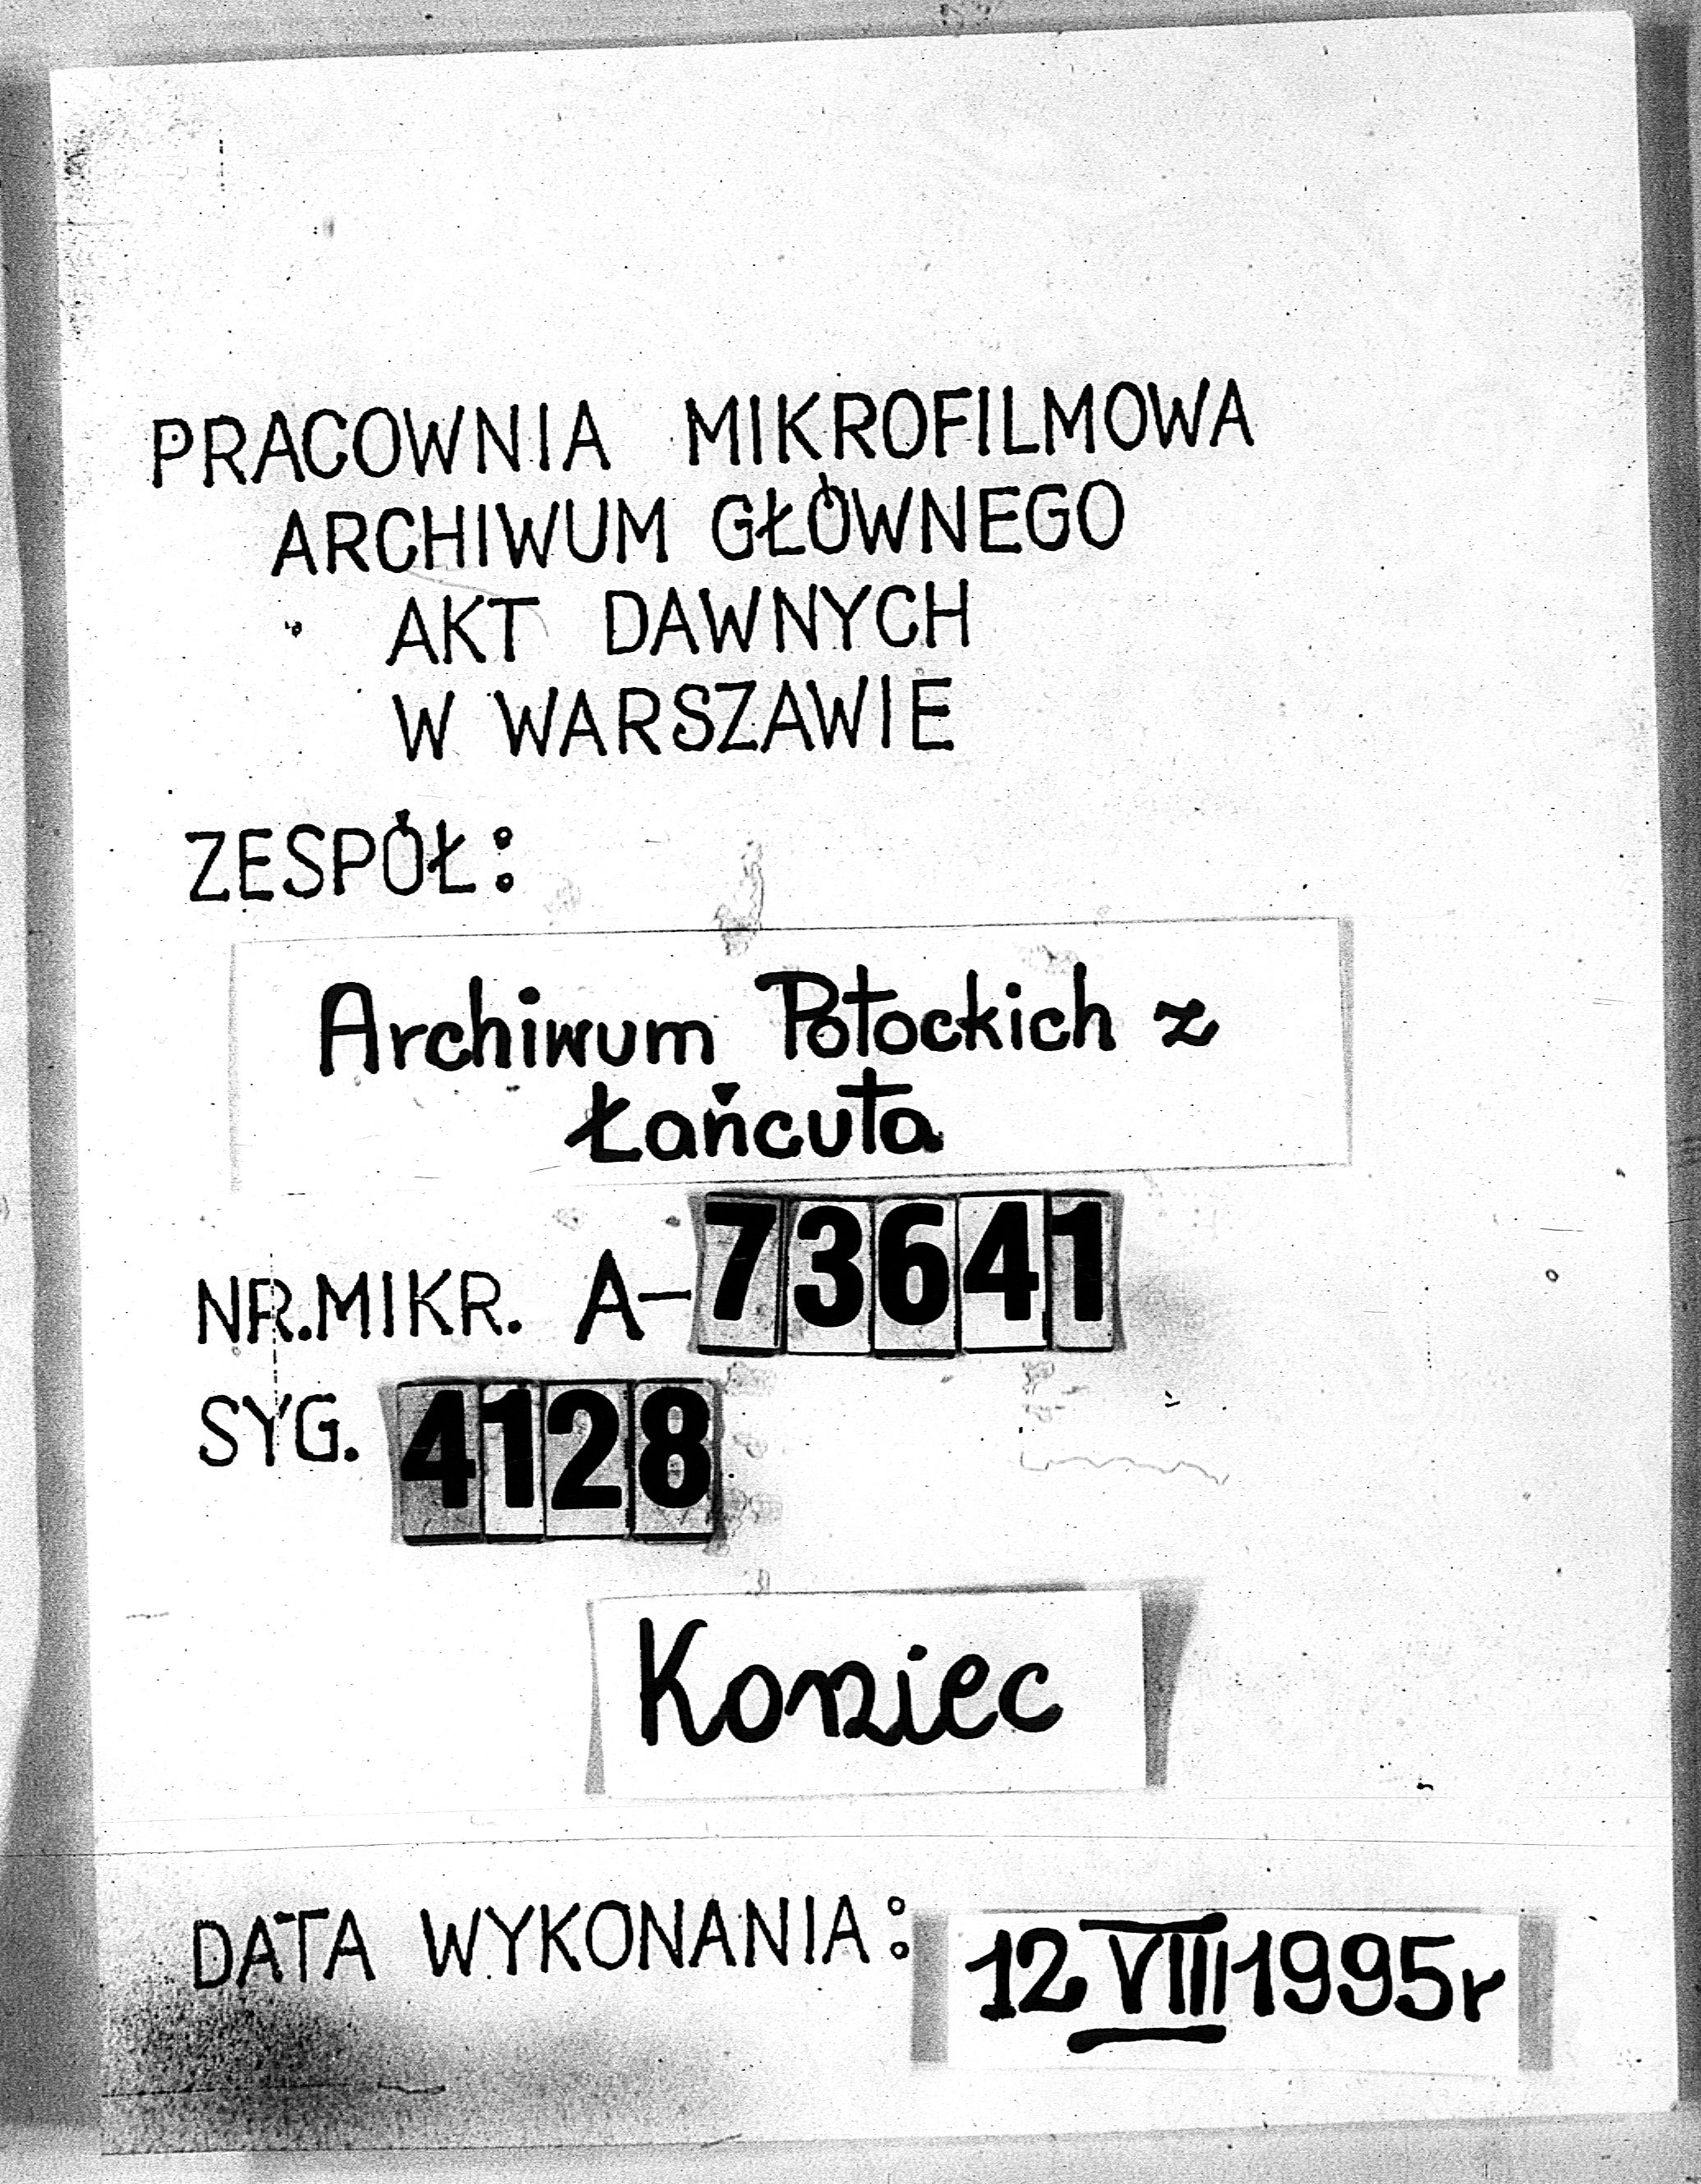 PRACOWNIA MIKROFILMOWA
ARCHIWUM GŁÓWNEGO
AKT DAWNYCH
W WARSZAWIE
ZESPÓŁ:
Archiwum Potockich z
Łańcuta
NR.MIKR. A-73641
SYG. 4128
Koniec
DATA WYKONANIA: 12 VIII 1995r